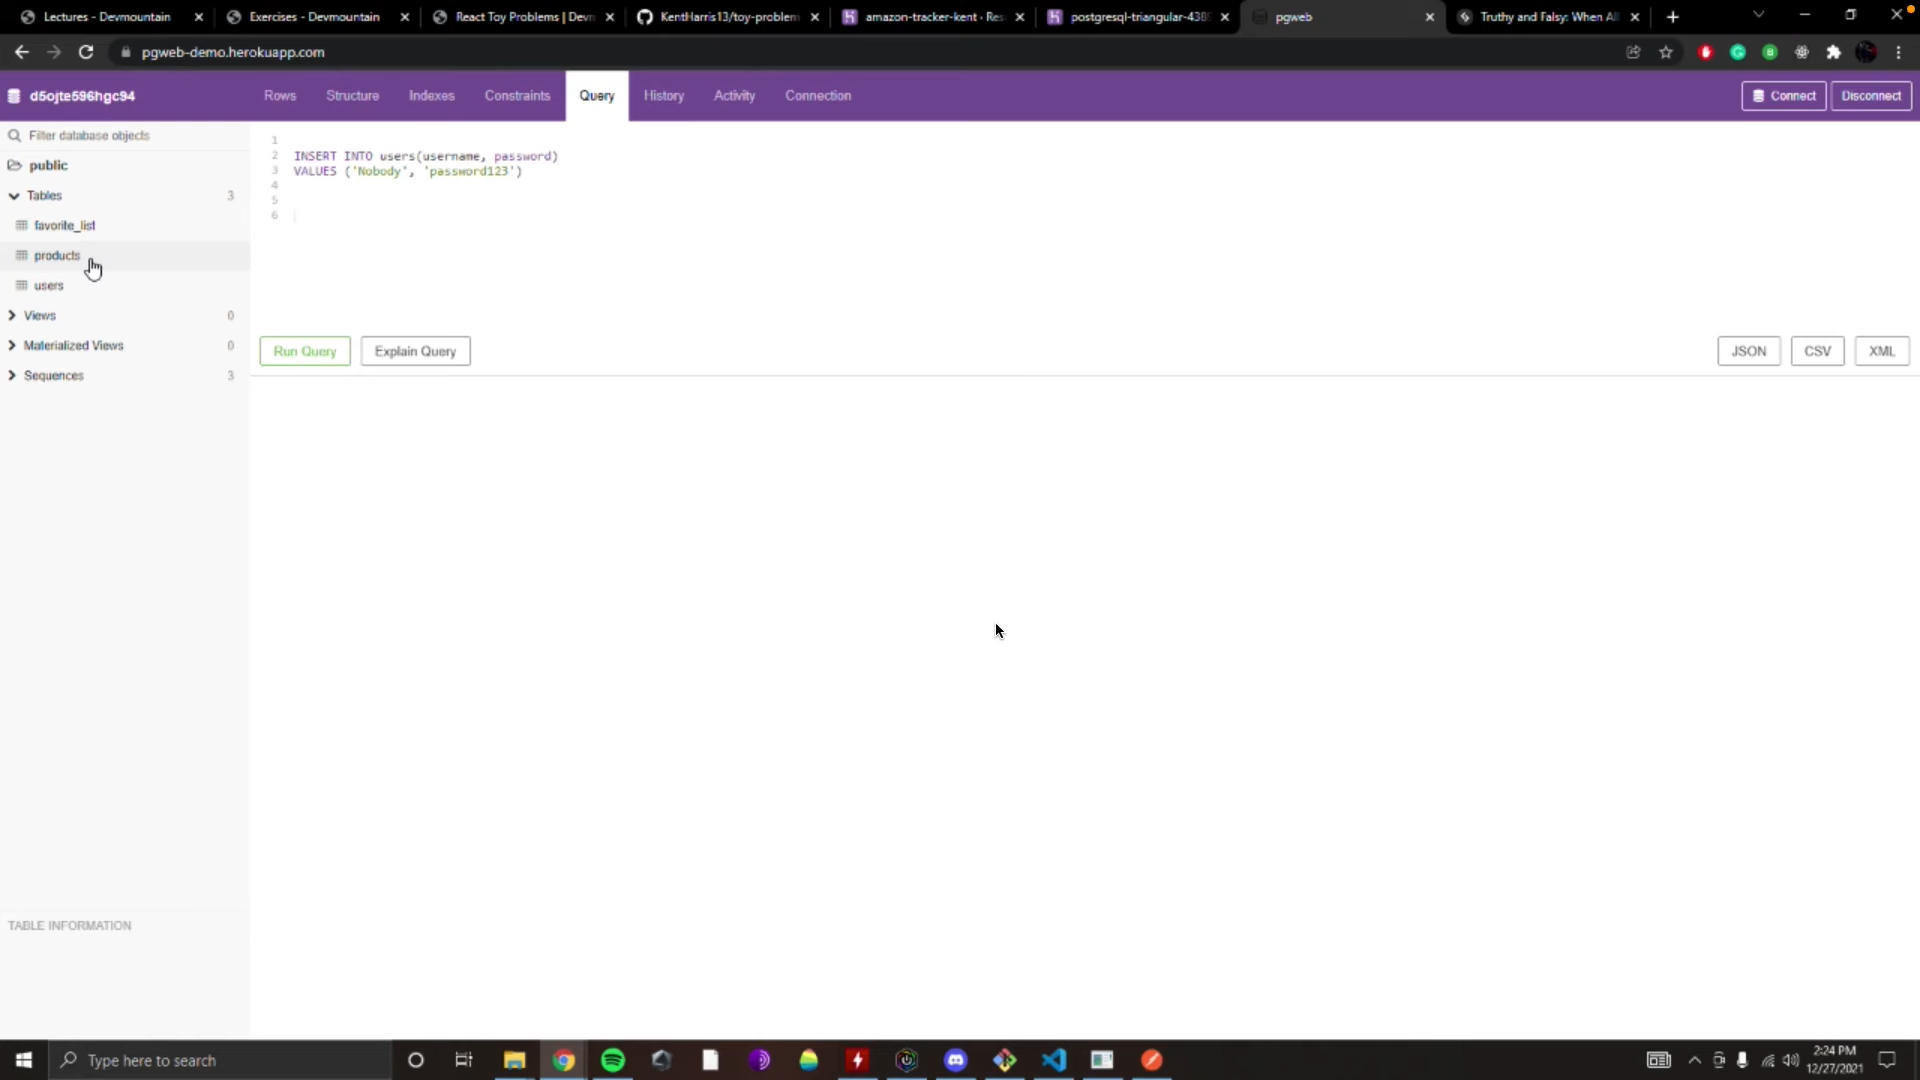 Lectures - Devmountain
Exercises - Devmountain
React Toy Problems | Devm
KentHarris13/toy-problem
amazon-tracker-kent · Res
postgresql-triangular-438
pgweb
Truthy and Falsy: When All
pgweb-demo.herokuapp.com
d5ojte596hgc94
Rows
Structure
Indexes
Constraints
Query
History
Activity
Connection
Connect
Disconnect
Filter database objects
public
Tables 3
favorite_list
products
users
Views 0
Materialized Views 0
Sequences 3
1
2 INSERT INTO users(username, password)
3 VALUES ('Nobody', 'password123')
4
5
6
Run Query
Explain Query
JSON
CSV
XML
TABLE INFORMATION
Type here to search
2:24 PM
12/27/2021